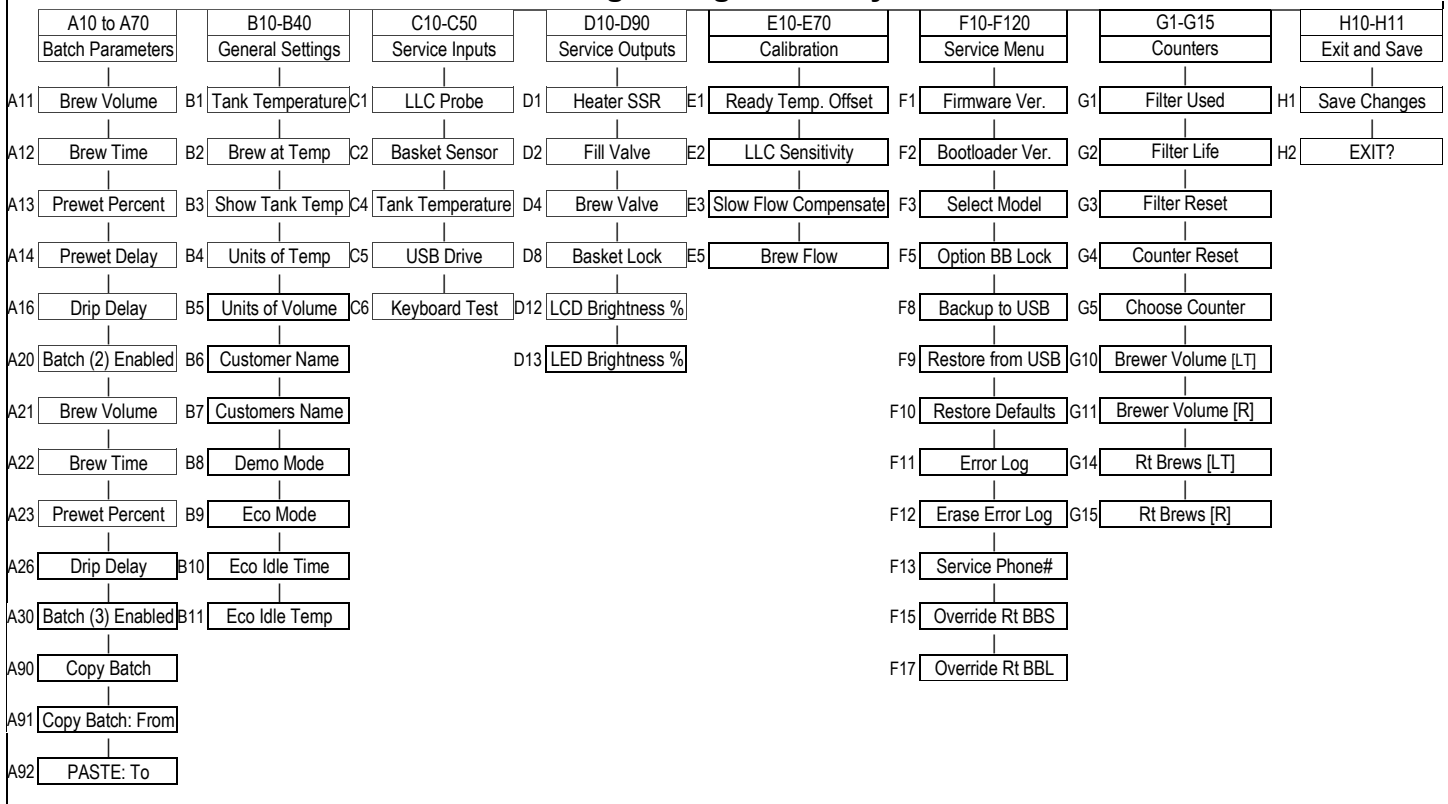 A10 to A70 B10-B40 C10-C50 D10-D90 E10-E70 F10-F120 G1-G15 H10-H11
Batch Parameters General Settings Service Inputs Service Outputs Calibration Service Menu Counters Exit and Save
A11 Brew Volume B1 Tank Temperature C1 LLC Probe D1 Heater SSR E1 Ready Temp. Offset F1 Firmware Ver. G1 Filter Used H1 Save Changes
A12 Brew Time B2 Brew at Temp C2 Basket Sensor D2 Fill Valve E2 LLC Sensitivity F2 Bootloader Ver. G2 Filter Life H2 EXIT?
A13 Prewet Percent B3 Show Tank Temp C4 Tank Temperature D4 Brew Valve E3 Slow Flow Compensate F3 Select Model G3 Filter Reset
A14 Prewet Delay B4 Units of Temp C5 USB Drive D8 Basket Lock E5 Brew Flow F5 Option BB Lock G4 Counter Reset
A16 Drip Delay B5 Units of Volume C6 Keyboard Test D12 LCD Brightness % F8 Backup to USB G5 Choose Counter
A20 Batch (2) Enabled B6 Customer Name D13 LED Brightness % F9 Restore from USB G10 Brewer Volume [LT]
A21 Brew Volume B7 Customers Name F10 Restore Defaults G11 Brewer Volume [R]
A22 Brew Time B8 Demo Mode F11 Error Log G14 Rt Brews [LT]
A23 Prewet Percent B9 Eco Mode F12 Erase Error Log G15 Rt Brews [R]
A26 Drip Delay B10 Eco Idle Time F13 Service Phone#
A30 Batch (3) Enabled B11 Eco Idle Temp F15 Override Rt BBS
A90 Copy Batch F17 Override Rt BBL
A91 Copy Batch: From
A92 PASTE: To